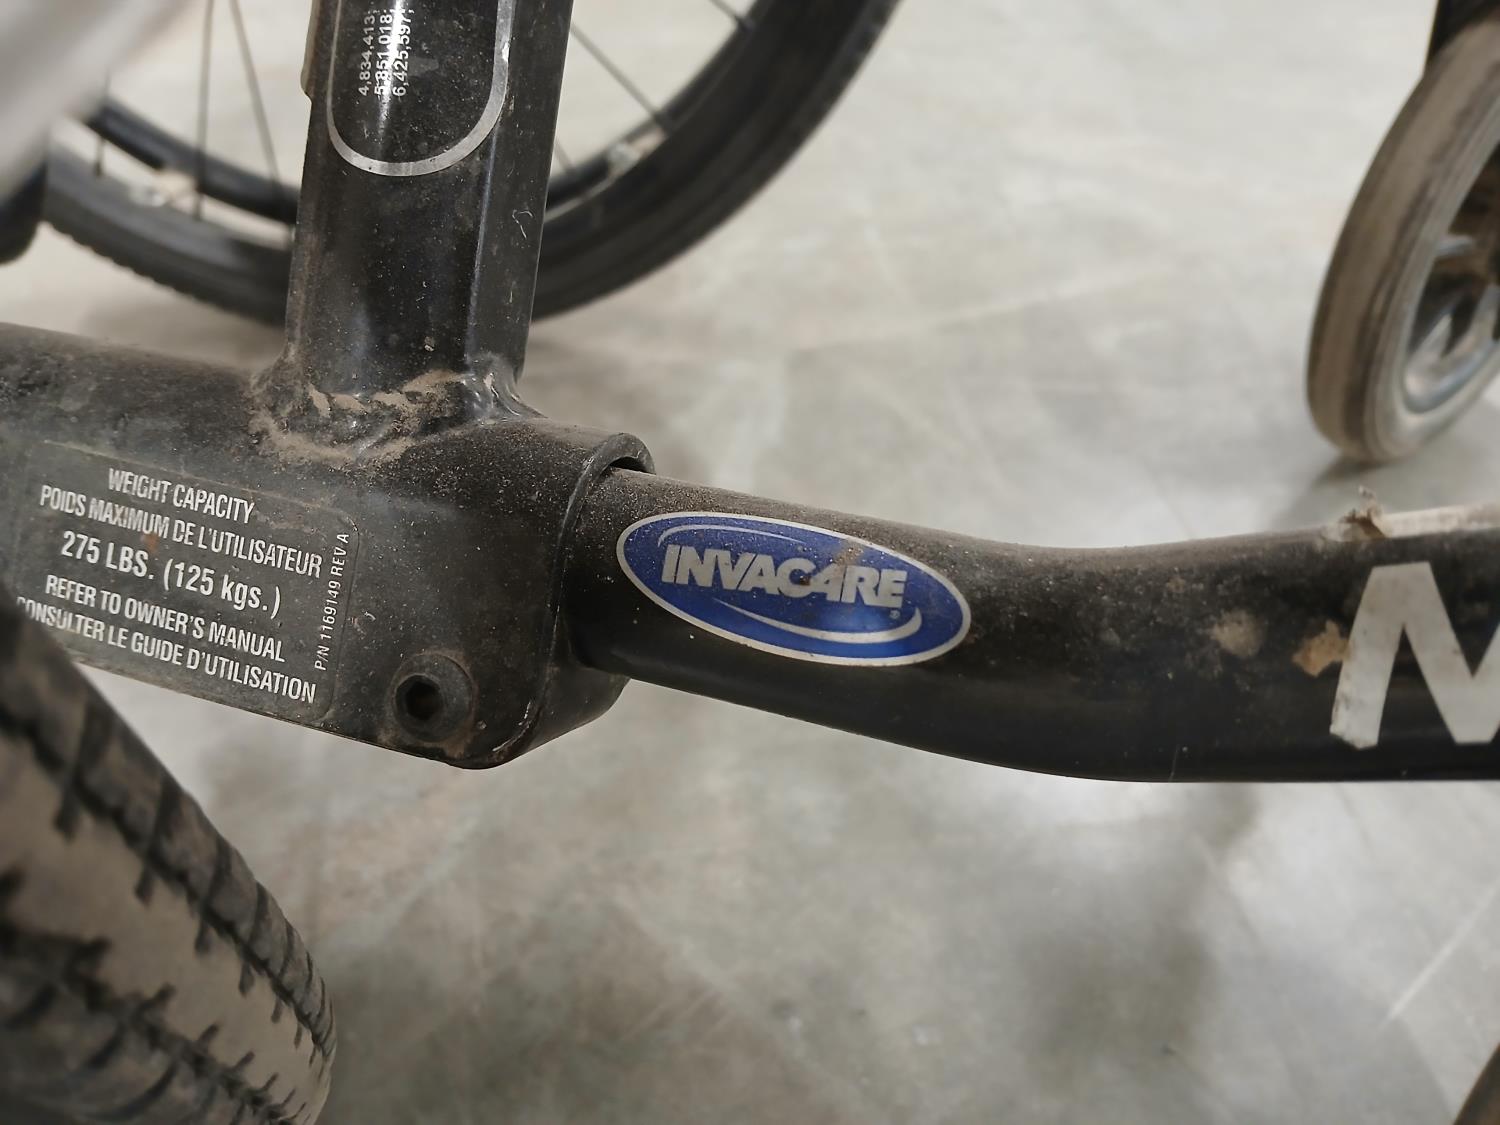 4,834,413;
5,851,018;
6,425,597;
WEIGHT CAPACITY
POIDS MAXIMUM DE L'UTILISATEUR
275 LBS. (125 kgs.)
REFER TO OWNER'S MANUAL
CONSULTER LE GUIDE D'UTILISATION
P/N 1169149 REV A
INVACARE
M